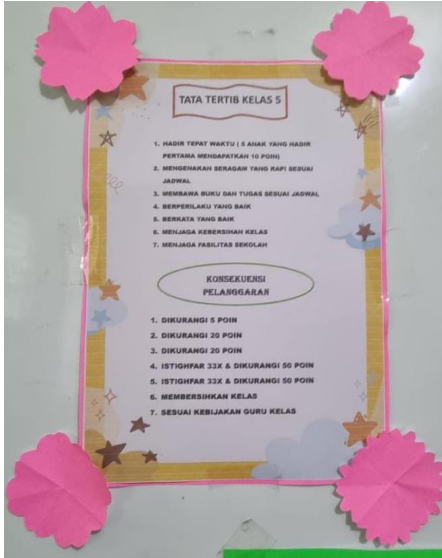 TATA TERTIB KELAS 5
1. HADIR TEPAT WAKTU ( 5 ANAK YANG HADIR
PERTAMA MENDAPATKAN 10 POIN)
2. MENGENAKAN SERAGAM YANG RAPI SESUAI
JADWAL
3. MEMBAWA BUKU DAN TUGAS SESUAI JADWAL
4. BERPERILAKU YANG BAIK
5. BERKATA YANG BAIK
6. MENJAGA KEBERSIHAN KELAS
7. MENJAGA FASILITAS SEKOLAH
KONSEKUENSI
PELANGGARAN
1. DIKURANGI 5 POIN
2. DIKURANGI 20 POIN
3. DIKURANGI 20 POIN
4. ISTIGHFAR 33X & DIKURANGI 50 POIN
5. ISTIGHFAR 33X & DIKURANGI 50 POIN
6. MEMBERSIHKAN KELAS
7. SESUAI KEBIJAKAN GURU KELAS